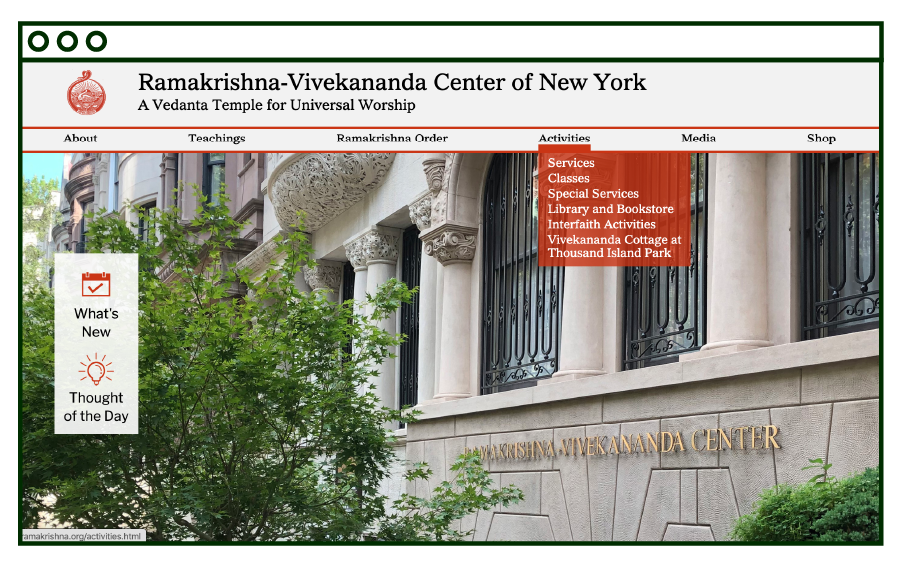 Ramakrishna-Vivekananda Center of New York
A Vedanta Temple for Universal Worship
About Teachings Ramakrishna Order Activities Media Shop
Services
Classes
Special Services
Library and Bookstore
Interfaith Activities
Vivekananda Cottage at
Thousand Island Park
What's
New
Thought
of the Day
AMAKRISHNA-VIVEKANANDA CENTER
amakrishna.org/activities.html